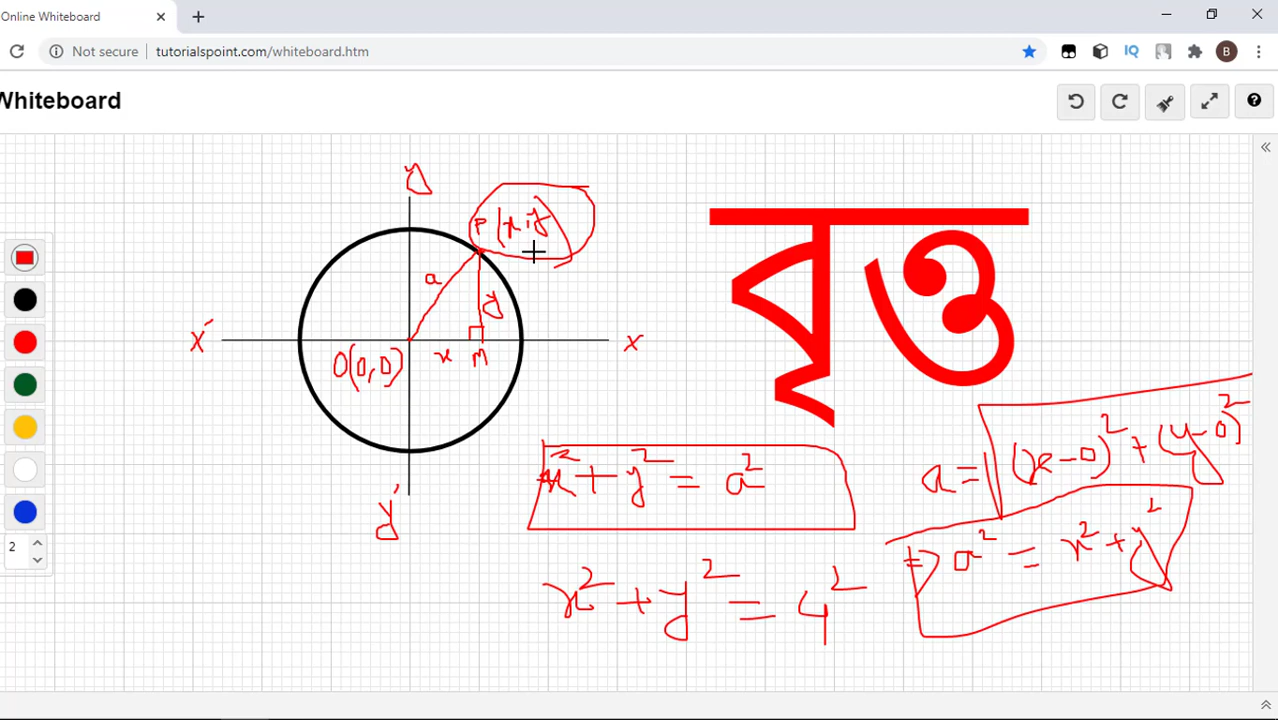 Online Whiteboard
Not secure
tutorialspoint.com/whiteboard.htm
IQ
B
Whiteboard
y
P(x,y)
a
y
x'
x
O(0,0)
x
M
y'
বৃত্ত
x² + y² = a²
a = √(x-0)² + (y-0)²
⇒ a² = x² + y²
x² + y² = 4²
2